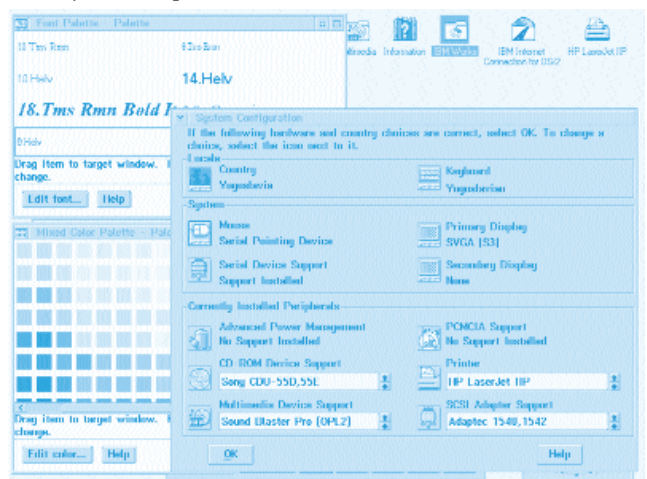 Font Palette - Palette
10.Tms Rmn
8.Tms Rmn
10.Helv
14.Helv
18.Tms Rmn Bold
9.Helv
Drag item to target window.
change.
Edit font...
Help
Information
IBM Works
IBM Internet
Connection for OS/2
HP LaserJet IIP
System Configuration
If the following hardware and country choices are correct, select OK. To change a
choice, select the icon next to it.
Locale
Country
Yugoslavia
Keyboard
Yugoslavian
System
Mouse
Serial Pointing Device
Primary Display
SVGA (S3)
Serial Device Support
Support Installed
Secondary Display
None
Currently Installed Peripherals
Advanced Power Management
No Support Installed
PCMCIA Support
No Support Installed
CD-ROM Device Support
Sony CDU-55D,55E
Printer
HP LaserJet IIP
Multimedia Device Support
Sound Blaster Pro (OPL2)
SCSI Adapter Support
Adaptec 1540,1542
OK
Help
Mixed Color Palette - Pale
Drag item to target window.
change.
Edit color...
Help